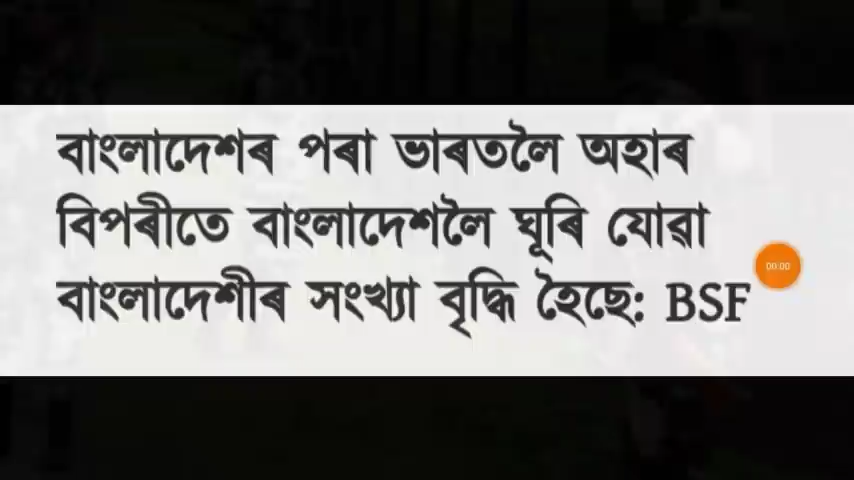 বাংলাদেশৰ পৰা ভাৰতলৈ অহাৰ
বিপৰীতে বাংলাদেশলৈ ঘূৰি যোৱা
বাংলাদেশীৰ সংখ্যা বৃদ্ধি হৈছে: BSF
00:00